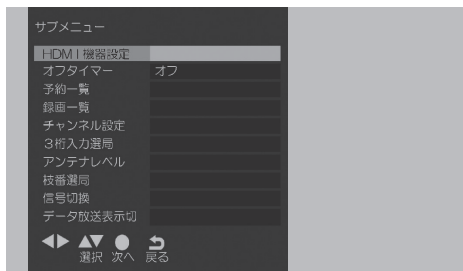 サブメニュー
HDMI機器設定
オフタイマー オフ
予約一覧
録画一覧
チャンネル設定
3桁入力選局
アンテナレベル
枝番選局
信号切換
データ放送表示切
選択 次へ 戻る